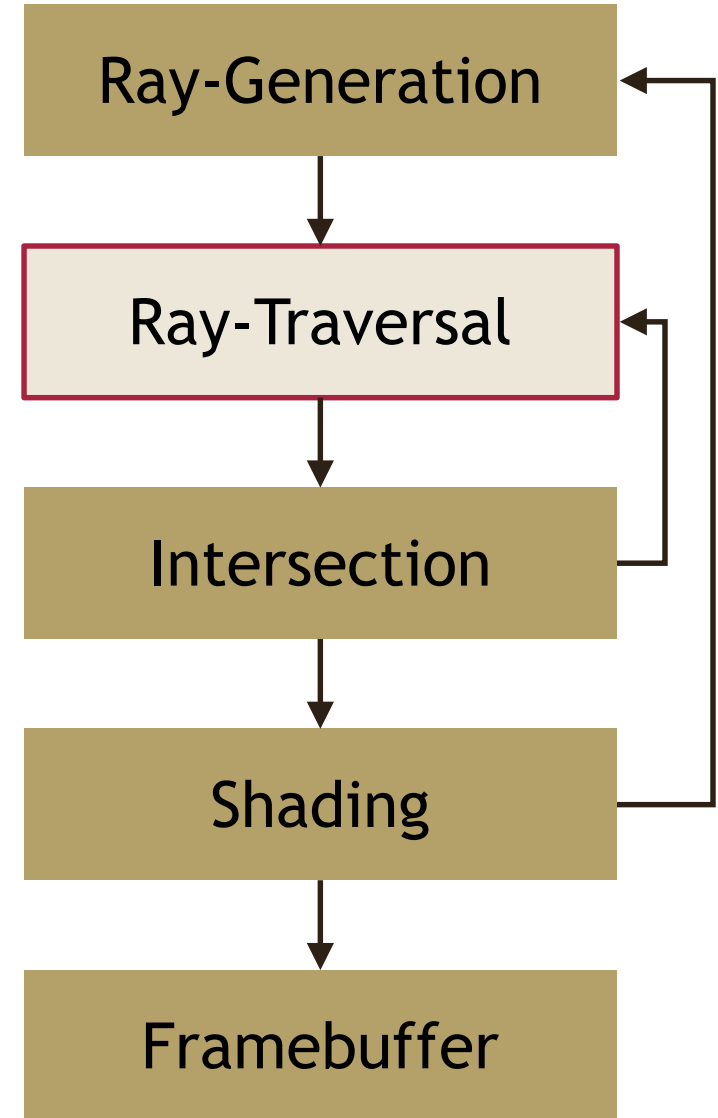 Ray-Generation
Ray-Traversal
Intersection
Shading
Framebuffer